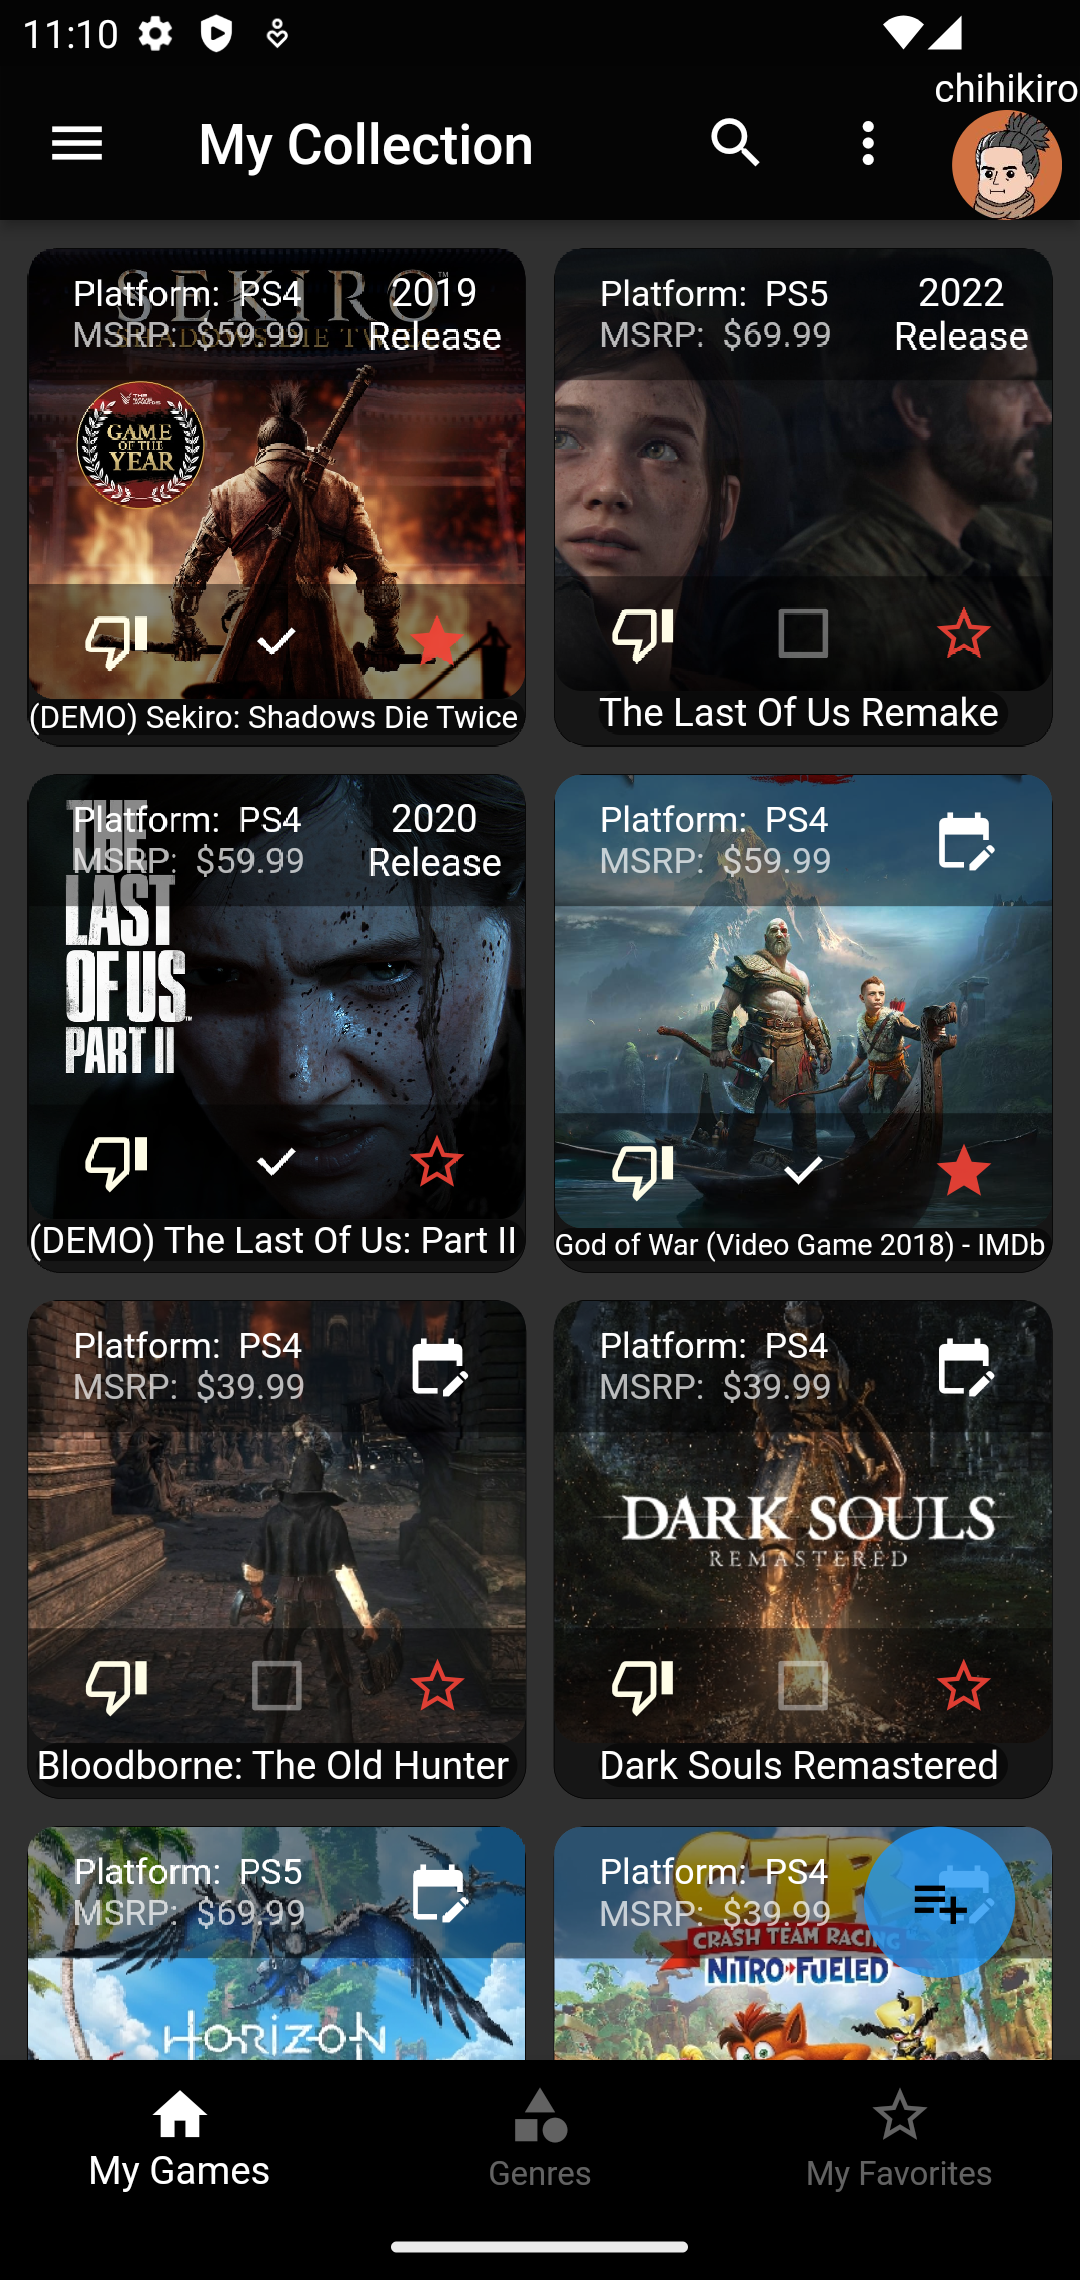 11:10
chihikiro
My Collection
SEKIRO™
SHADOWS DIE TWICE
Platform: PS4
MSRP: $59.99
2019
Release
THE GAME AWARDS
GAME
OF THE
YEAR
(DEMO) Sekiro: Shadows Die Twice
Platform: PS5
MSRP: $69.99
2022
Release
The Last Of Us Remake
Platform: PS4
MSRP: $59.99
2020
Release
THE
LAST
OF US
PART II
(DEMO) The Last Of Us: Part II
Platform: PS4
MSRP: $59.99
God of War (Video Game 2018) - IMDb
Platform: PS4
MSRP: $39.99
Bloodborne: The Old Hunter
Platform: PS4
MSRP: $39.99
DARK SOULS
REMASTERED
Dark Souls Remastered
Platform: PS5
MSRP: $69.99
HORIZON
Platform: PS4
MSRP: $39.99
CTR
CRASH TEAM RACING
NITRO-FUELED
My Games
Genres
My Favorites